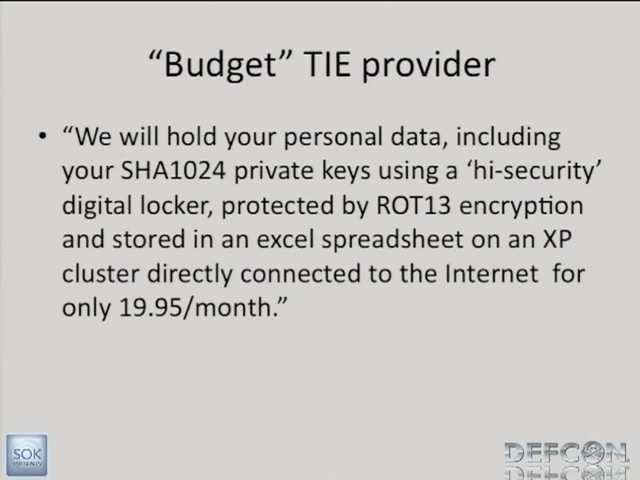 “Budget” TIE provider
• “We will hold your personal data, including
your SHA1024 private keys using a ‘hi-security’
digital locker, protected by ROT13 encryption
and stored in an excel spreadsheet on an XP
cluster directly connected to the Internet  for
only 19.95/month.”
SOK
PRESENTS
DEFCON